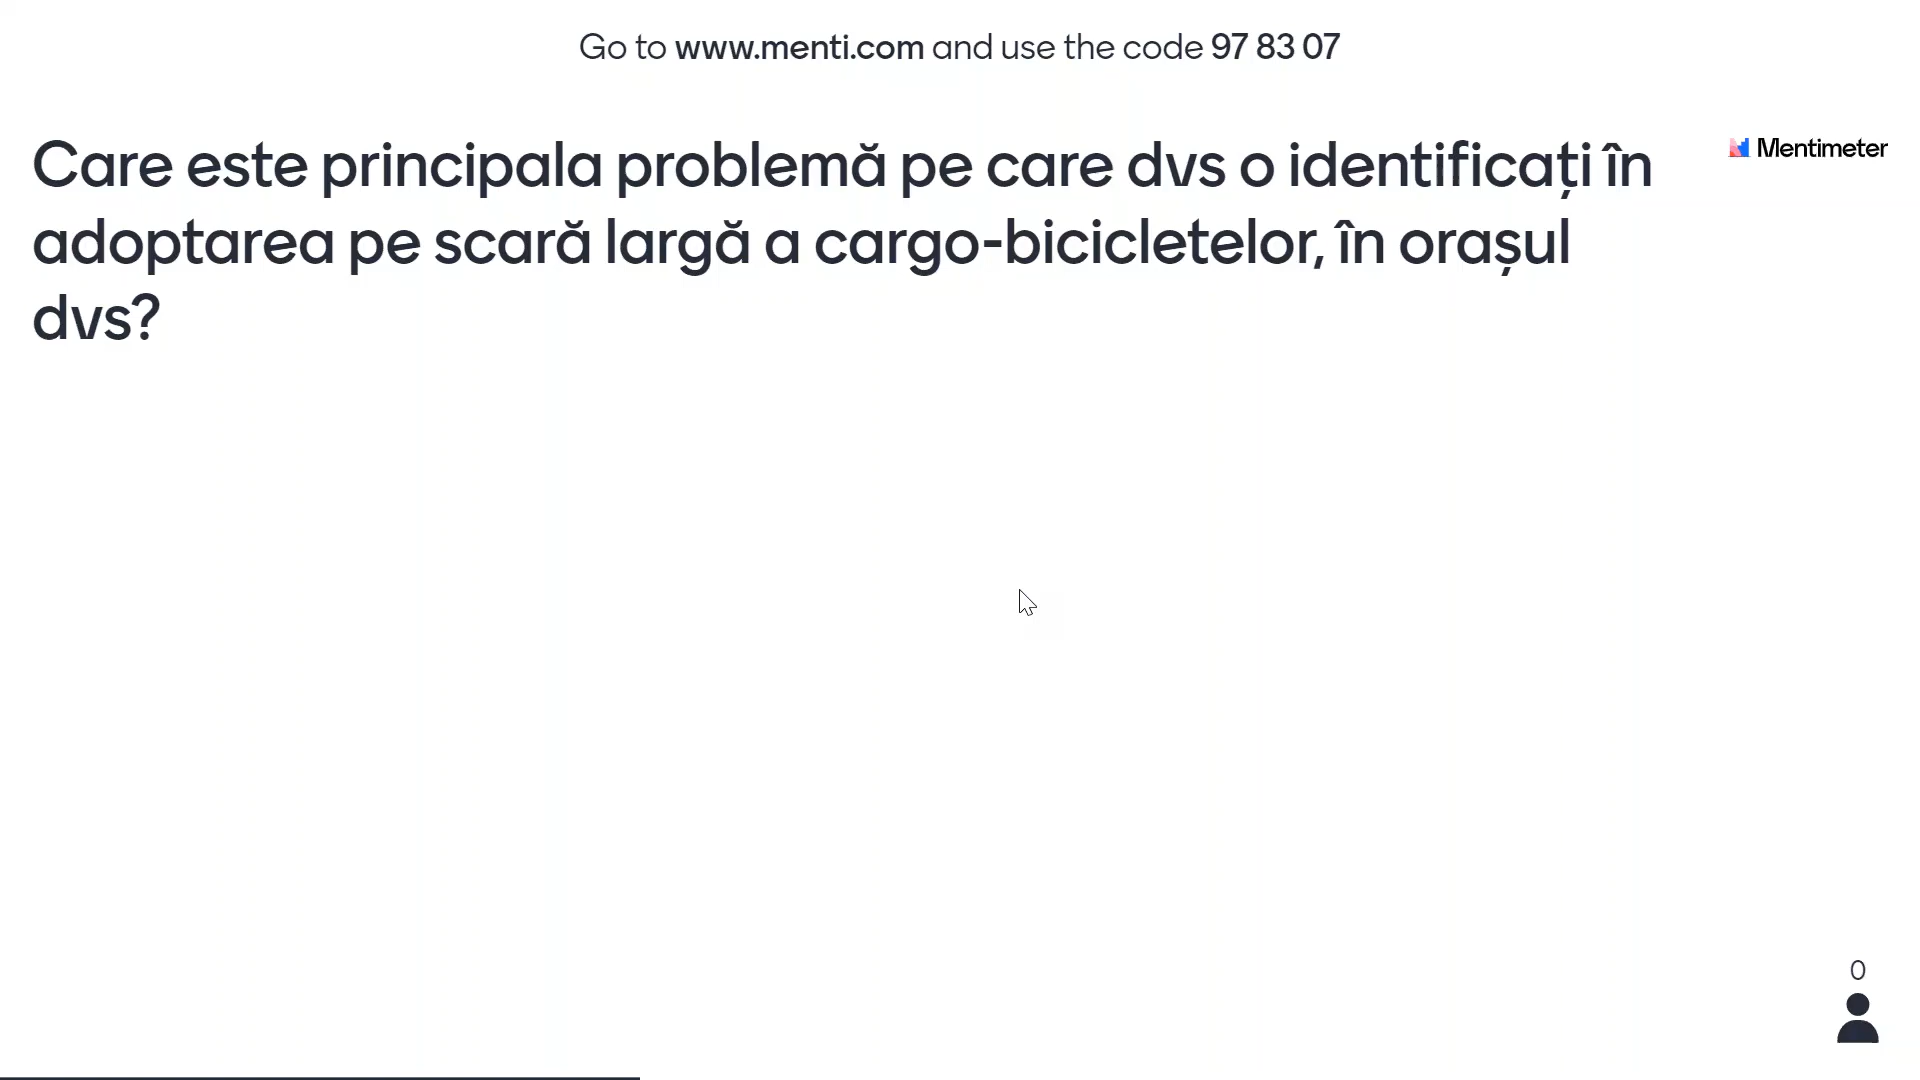 Go to www.menti.com and use the code 97 83 07
Care este principala problemă pe care dvs o identificați în
adoptarea pe scară largă a cargo-bicicletelor, în orașul
dvs?
Mentimeter
0